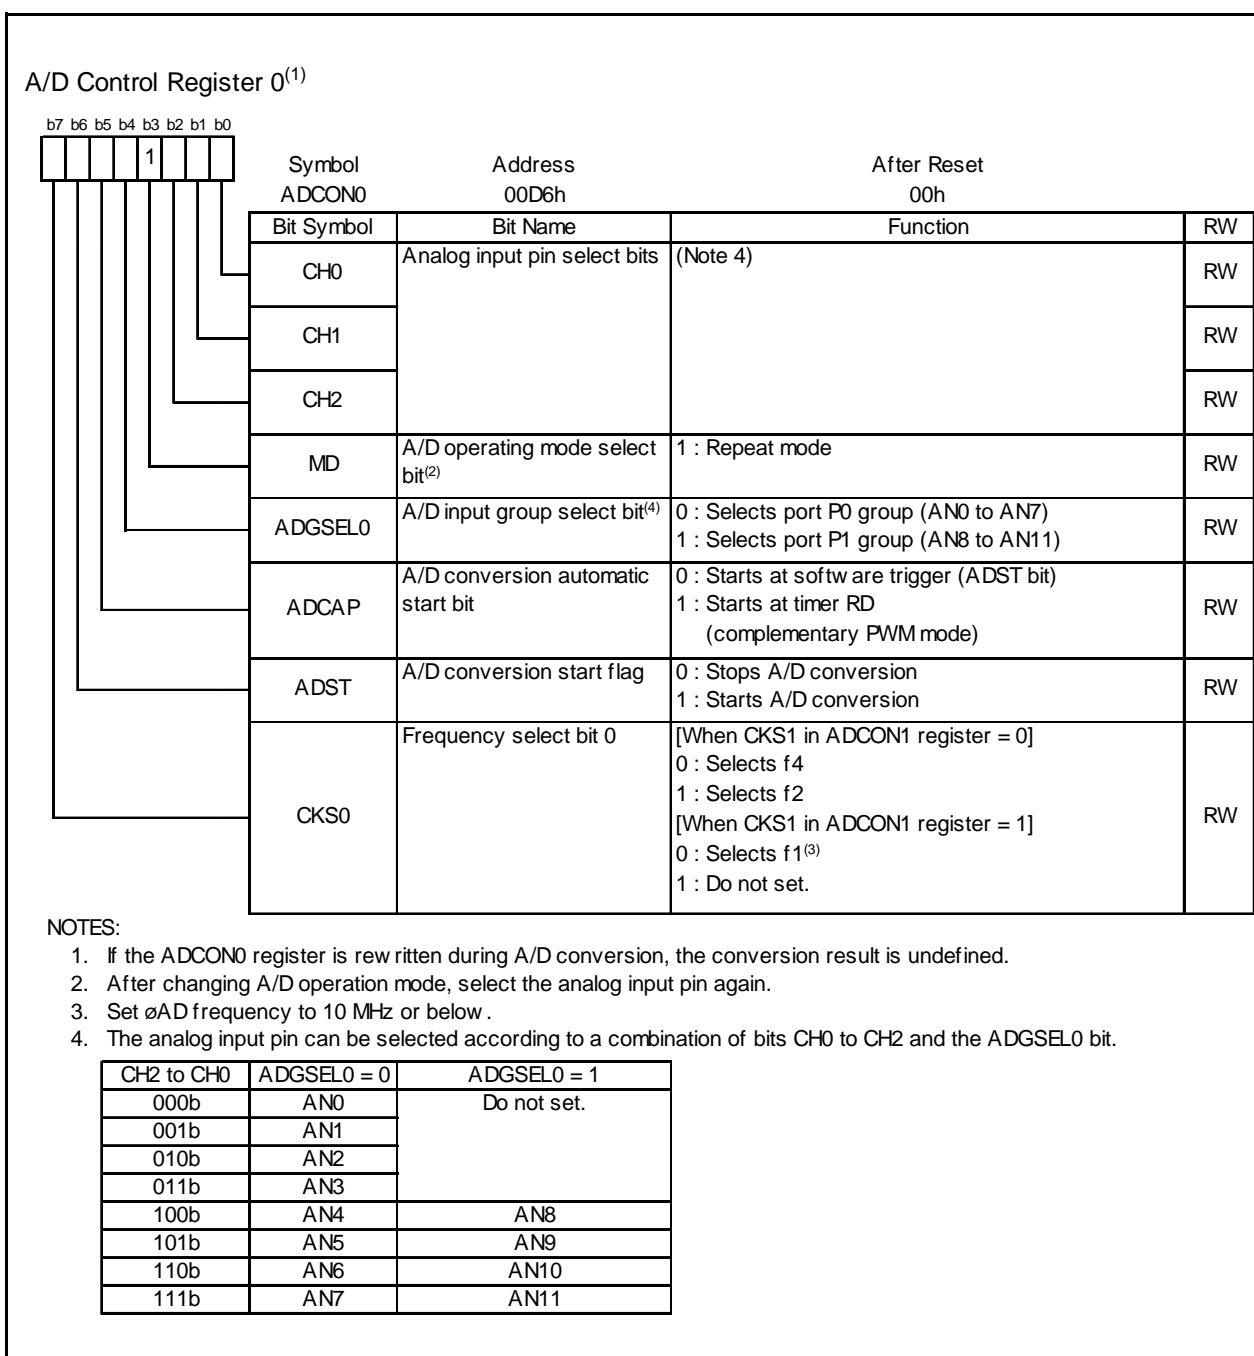 A/D Control Register 0(1)
b7 b6 b5 b4 b3 b2 b1 b0
1
Symbol Address After Reset
ADCON0 00D6h 00h
Bit Symbol Bit Name Function RW
CH0 Analog input pin select bits (Note 4) RW
CH1 RW
CH2 RW
MD A/D operating mode select bit(2) 1 : Repeat mode RW
ADGSEL0 A/D input group select bit(4) 0 : Selects port P0 group (AN0 to AN7)
1 : Selects port P1 group (AN8 to AN11) RW
ADCAP A/D conversion automatic start bit 0 : Starts at software trigger (ADST bit)
1 : Starts at timer RD
(complementary PWM mode) RW
ADST A/D conversion start flag 0 : Stops A/D conversion
1 : Starts A/D conversion RW
CKS0 Frequency select bit 0 [When CKS1 in ADCON1 register = 0]
0 : Selects f4
1 : Selects f2
[When CKS1 in ADCON1 register = 1]
0 : Selects f1(3)
1 : Do not set. RW
NOTES:
1. If the ADCON0 register is rewritten during A/D conversion, the conversion result is undefined.
2. After changing A/D operation mode, select the analog input pin again.
3. Set øAD frequency to 10 MHz or below.
4. The analog input pin can be selected according to a combination of bits CH0 to CH2 and the ADGSEL0 bit.
CH2 to CH0 ADGSEL0 = 0 ADGSEL0 = 1
000b AN0 Do not set.
001b AN1
010b AN2
011b AN3
100b AN4 AN8
101b AN5 AN9
110b AN6 AN10
111b AN7 AN11